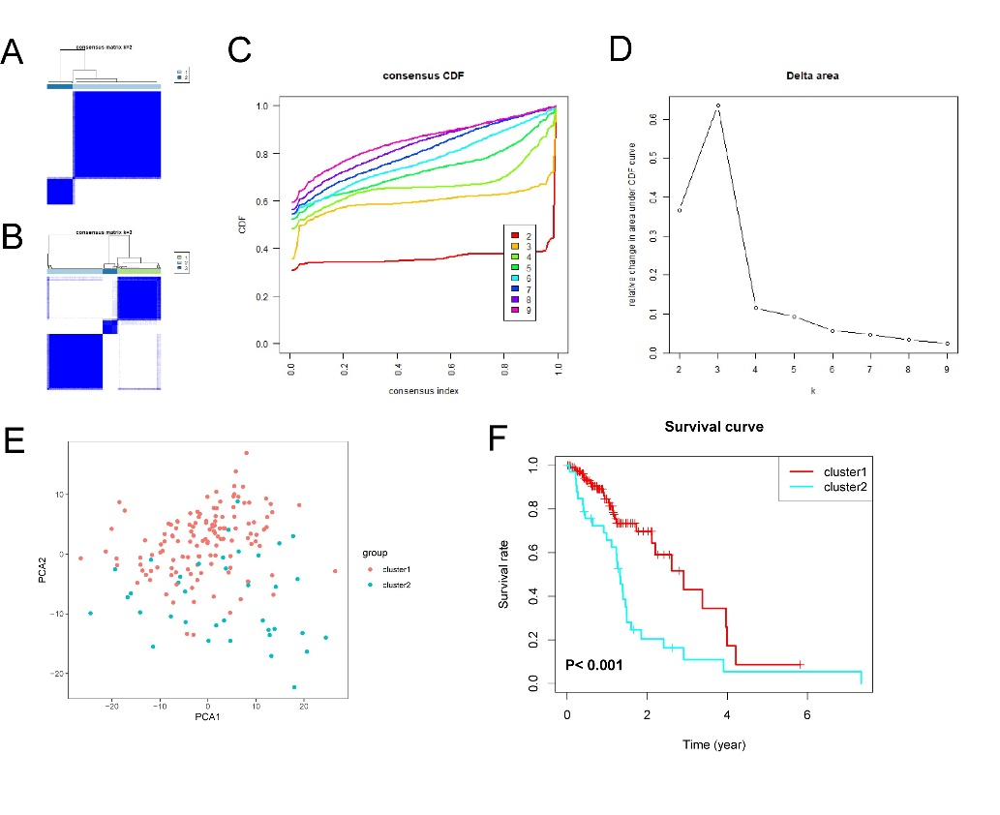 A
consensus matrix k=2
1
2
B
consensus matrix k=3
1
2
3
C
consensus CDF
CDF
1.0
0.8
0.6
0.4
0.2
0.0
2
3
4
5
6
7
8
9
0.0 0.2 0.4 0.6 0.8 1.0
consensus index
D
Delta area
relative change in area under CDF curve
0.6
0.5
0.4
0.3
0.2
0.1
0.0
2 3 4 5 6 7 8 9
k
E
PCA2
10
0
−10
−20
−20 −10 0 10 20
PCA1
group
cluster1
cluster2
F
Survival curve
Survival rate
1.0
0.8
0.6
0.4
0.2
0.0
cluster1
cluster2
P< 0.001
0 2 4 6
Time (year)